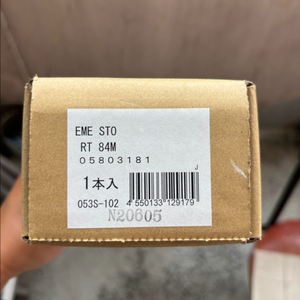 EME STO
RT 84M
05803181
J
1本入
053S-102
4 550133 129179
N20605